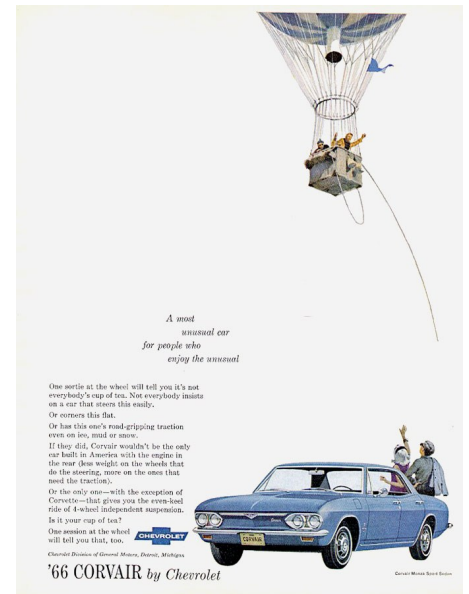 A most
unusual car
for people who
enjoy the unusual
One sortie at the wheel will tell you it's not
everybody's cup of tea. Not everybody insists
on a car that steers this easily.
Or corners this flat.
Or has this one's road-gripping traction
even on ice, mud or snow.
If they did, Corvair wouldn't be the only
car built in America with the engine in
the rear (less weight on the wheels that
do the steering, more on the ones that
need the traction).
Or the only one—with the exception of
Corvette—that gives you the even-keel
ride of 4-wheel independent suspension.
Is it your cup of tea?
One session at the wheel
will tell you that, too.
CHEVROLET
CORVAIR
Chevrolet Division of General Motors, Detroit, Michigan
'66 CORVAIR by Chevrolet
Corvair Monza Sport Sedan